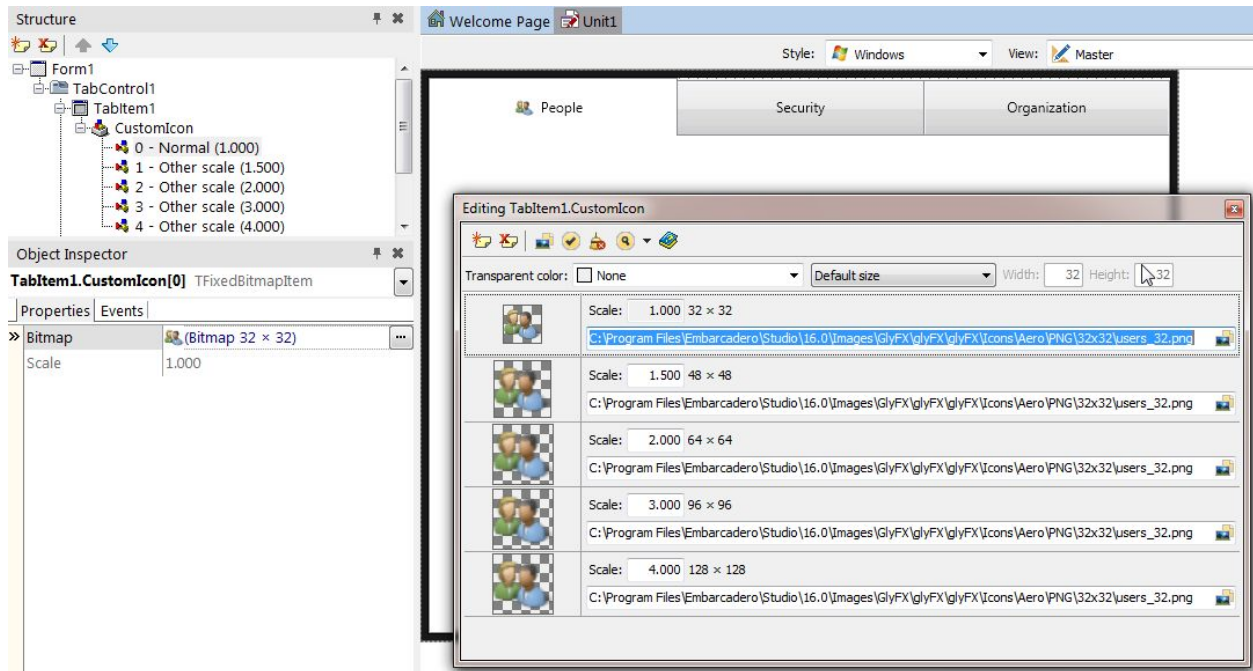 Structure
Form1
TabControl1
TabItem1
CustomIcon
0 - Normal (1.000)
1 - Other scale (1.500)
2 - Other scale (2.000)
3 - Other scale (3.000)
4 - Other scale (4.000)
Object Inspector
TabItem1.CustomIcon[0] TFixedBitmapItem
Properties Events
Bitmap (Bitmap 32 × 32)
Scale 1.000
Welcome Page Unit1
Style: Windows View: Master
People Security Organization
Editing TabItem1.CustomIcon
Transparent color: None Default size Width: 32 Height: 32
Scale: 1.000 32 × 32
C:\Program Files\Embarcadero\Studio\16.0\Images\GlyFX\glyFX\glyFX\Icons\Aero\PNG\32x32\users_32.png
Scale: 1.500 48 × 48
C:\Program Files\Embarcadero\Studio\16.0\Images\GlyFX\glyFX\glyFX\Icons\Aero\PNG\32x32\users_32.png
Scale: 2.000 64 × 64
C:\Program Files\Embarcadero\Studio\16.0\Images\GlyFX\glyFX\glyFX\Icons\Aero\PNG\32x32\users_32.png
Scale: 3.000 96 × 96
C:\Program Files\Embarcadero\Studio\16.0\Images\GlyFX\glyFX\glyFX\Icons\Aero\PNG\32x32\users_32.png
Scale: 4.000 128 × 128
C:\Program Files\Embarcadero\Studio\16.0\Images\GlyFX\glyFX\glyFX\Icons\Aero\PNG\32x32\users_32.png